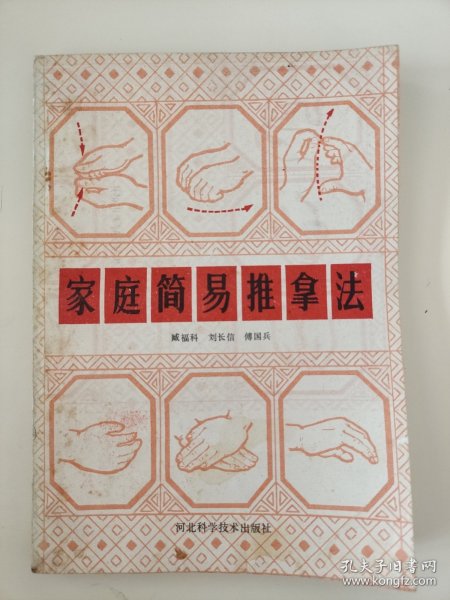 家庭简易推拿法
臧福科 刘长信 傅国兵
河北科学技术出版社
孔夫子旧书网
www.kongfz.com